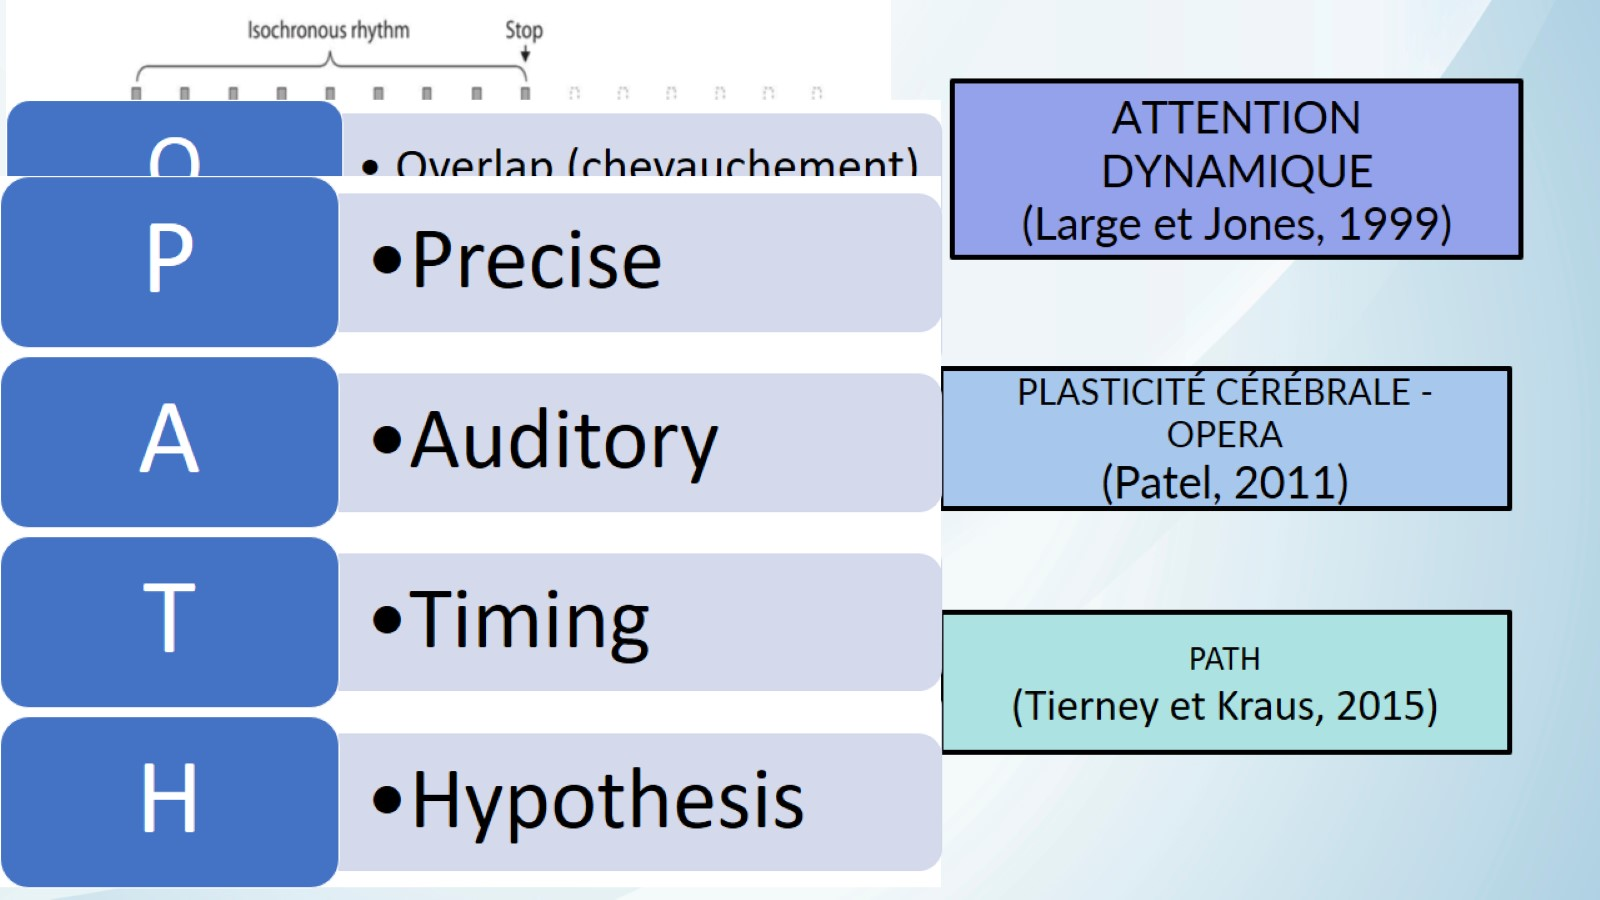 Isochronous rhythm
Stop
O
• Overlap (chevauchement)
P
•Precise
A
•Auditory
T
•Timing
H
•Hypothesis
ATTENTION
DYNAMIQUE
(Large et Jones, 1999)
PLASTICITÉ CÉRÉBRALE -
OPERA
(Patel, 2011)
PATH
(Tierney et Kraus, 2015)